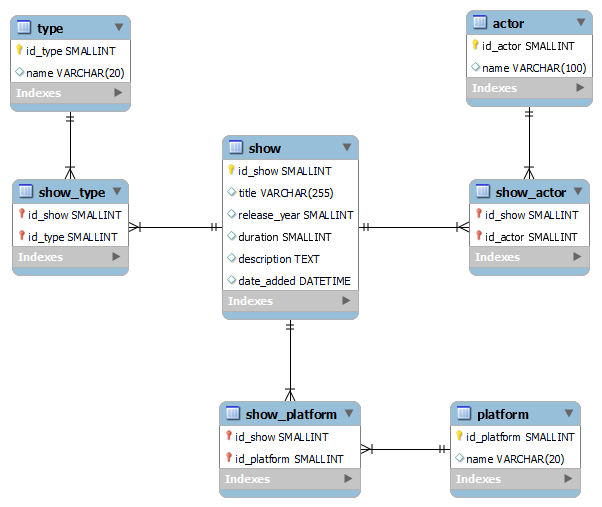 type
id_type SMALLINT
name VARCHAR(20)
Indexes
actor
id_actor SMALLINT
name VARCHAR(100)
Indexes
show
id_show SMALLINT
title VARCHAR(255)
release_year SMALLINT
duration SMALLINT
description TEXT
date_added DATETIME
Indexes
show_type
id_show SMALLINT
id_type SMALLINT
Indexes
show_actor
id_show SMALLINT
id_actor SMALLINT
Indexes
show_platform
id_show SMALLINT
id_platform SMALLINT
Indexes
platform
id_platform SMALLINT
name VARCHAR(20)
Indexes